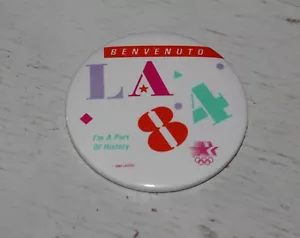 BENVENUTO
LA
84
I'm A Part
Of History